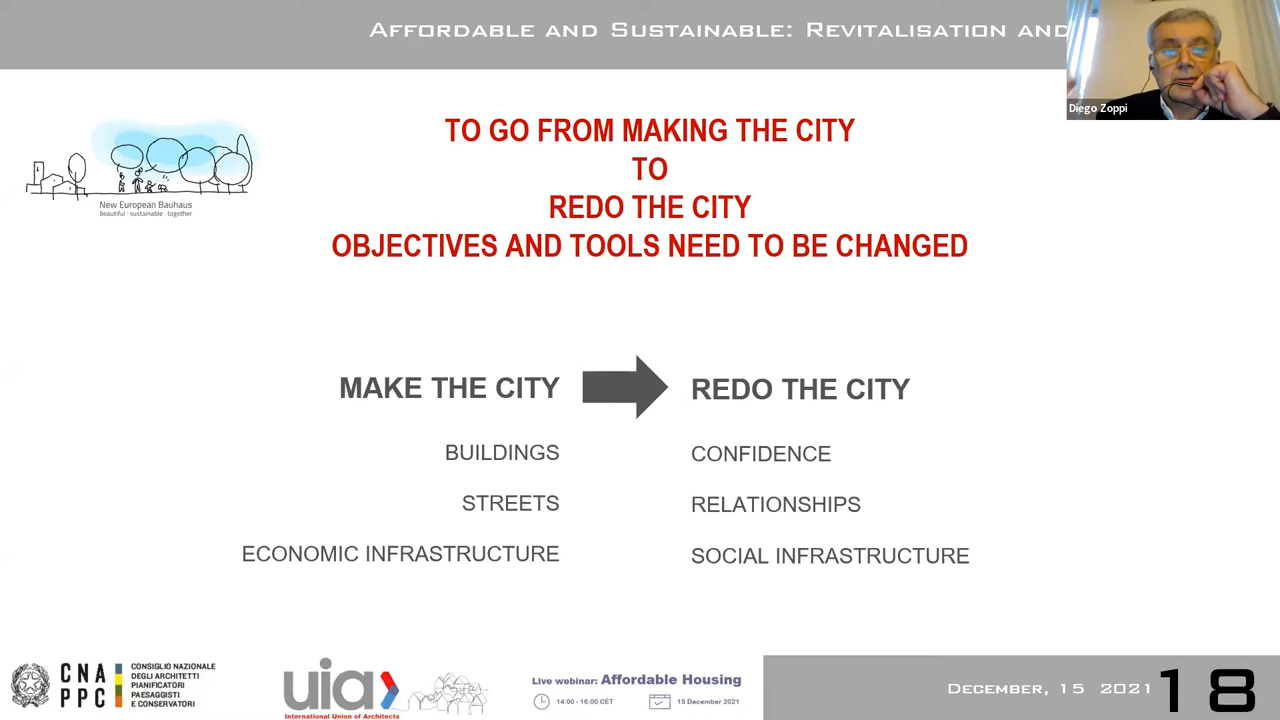 Affordable and Sustainable: Revitalisation and
Diego Zoppi
TO GO FROM MAKING THE CITY
TO
REDO THE CITY
OBJECTIVES AND TOOLS NEED TO BE CHANGED
New European Bauhaus
beautiful | sustainable | together
MAKE THE CITY
REDO THE CITY
BUILDINGS
CONFIDENCE
STREETS
RELATIONSHIPS
ECONOMIC INFRASTRUCTURE
SOCIAL INFRASTRUCTURE
CNA
PPC
CONSIGLIO NAZIONALE
DEGLI ARCHITETTI
PIANIFICATORI
PAESAGGISTI
E CONSERVATORI
uia
International Union of Architects
Live webinar: Affordable Housing
14:00 - 16:00 CET
15 December 2021
December, 15 2021
18